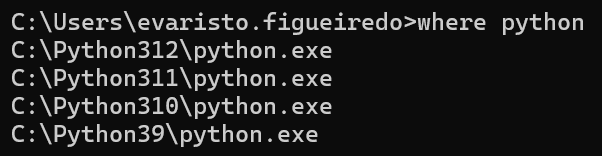 C:\Users\evaristo.figueiredo>where python
C:\Python312\python.exe
C:\Python311\python.exe
C:\Python310\python.exe
C:\Python39\python.exe